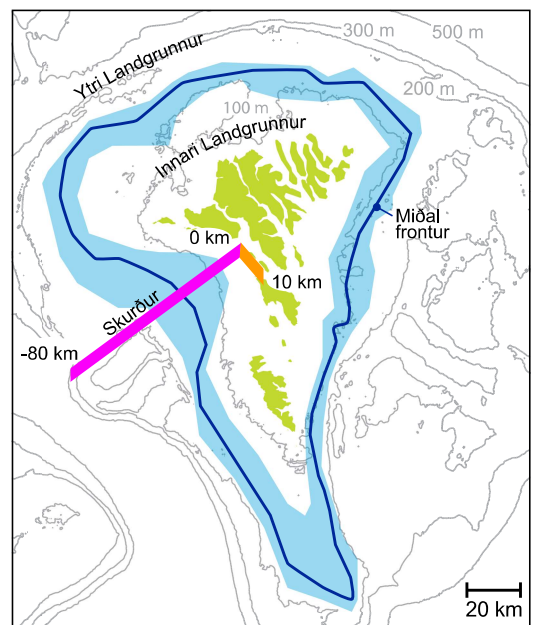 300 m
500 m
Ytri Landgrunnur
200 m
100 m
Innari Landgrunnur
0 km
Miðal
frontur
10 km
Skurður
-80 km
20 km